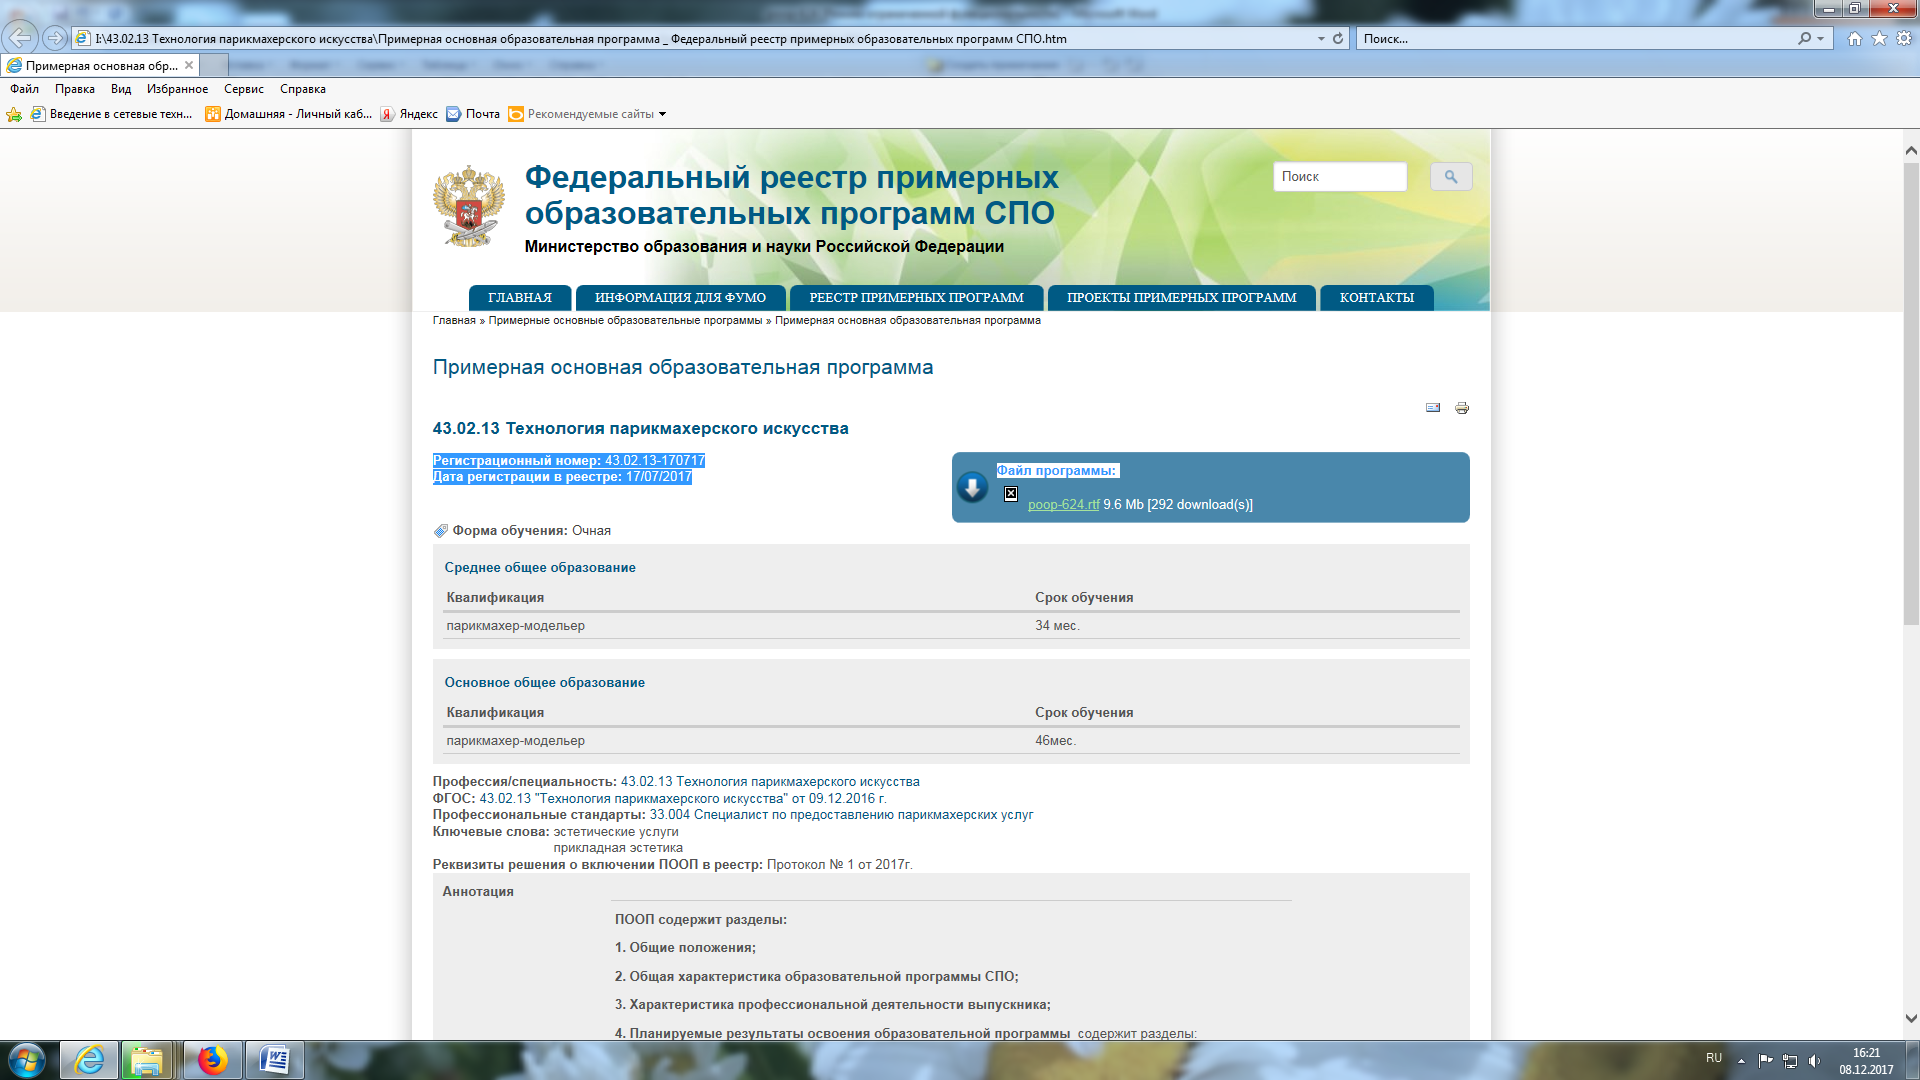 I:\43.02.13 Технология парикмахерского искусства\Примерная основная образовательная программа _ Федеральный реестр примерных образовательных программ СПО.htm
Поиск...
Примерная основная обр...
Файл Правка Вид Избранное Сервис Справка
Введение в сетевые техн... Домашняя - Личный каб... Яндекс Почта Рекомендуемые сайты
Федеральный реестр примерных
образовательных программ СПО
Министерство образования и науки Российской Федерации
Поиск
ГЛАВНАЯ ИНФОРМАЦИЯ ДЛЯ ФУМО РЕЕСТР ПРИМЕРНЫХ ПРОГРАММ ПРОЕКТЫ ПРИМЕРНЫХ ПРОГРАММ КОНТАКТЫ
Главная » Примерные основные образовательные программы » Примерная основная образовательная программа
Примерная основная образовательная программа
43.02.13 Технология парикмахерского искусства
Регистрационный номер: 43.02.13-170717
Дата регистрации в реестре: 17/07/2017
Файл программы:
poop-624.rtf 9.6 Mb [292 download(s)]
Форма обучения: Очная
Среднее общее образование
Квалификация Срок обучения
парикмахер-модельер 34 мес.
Основное общее образование
Квалификация Срок обучения
парикмахер-модельер 46мес.
Профессия/специальность: 43.02.13 Технология парикмахерского искусства
ФГОС: 43.02.13 "Технология парикмахерского искусства" от 09.12.2016 г.
Профессиональные стандарты: 33.004 Специалист по предоставлению парикмахерских услуг
Ключевые слова: эстетические услуги
прикладная эстетика
Реквизиты решения о включении ПООП в реестр: Протокол № 1 от 2017г.
Аннотация
ПООП содержит разделы:
1. Общие положения;
2. Общая характеристика образовательной программы СПО;
3. Характеристика профессиональной деятельности выпускника;
4. Планируемые результаты освоения образовательной программы содержит разделы:
RU
16:21
08.12.2017